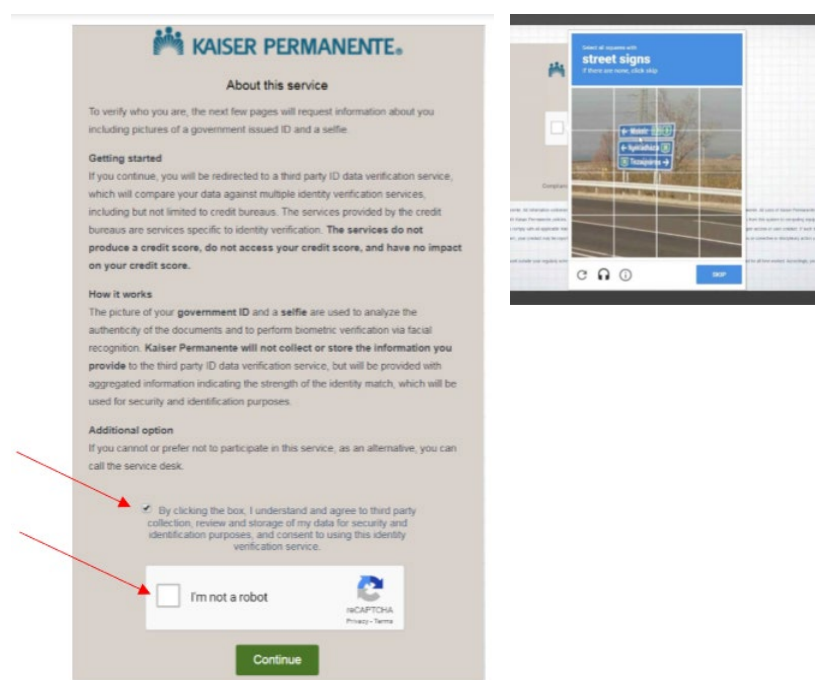 KAISER PERMANENTE®
About this service
To verify who you are, the next few pages will request information about you
including pictures of a government issued ID and a selfie.
Getting started
If you continue, you will be redirected to a third party ID data verification service,
which will compare your data against multiple identity verification services,
including but not limited to credit bureaus. The services provided by the credit
bureaus are services specific to identity verification. The services do not
produce a credit score, do not access your credit score, and have no impact
on your credit score.
How it works
The picture of your government ID and a selfie are used to analyze the
authenticity of the documents and to perform biometric verification via facial
recognition. Kaiser Permanente will not collect or store the information you
provide to the third party ID data verification service, but will be provided with
aggregated information indicating the strength of the identity match, which will be
used for security and identification purposes.
Additional option
If you cannot or prefer not to participate in this service, as an alternative, you can
call the service desk.
By clicking the box, I understand and agree to third party
collection, review and storage of my data for security and
identification purposes, and consent to using this identity
verification service.
I'm not a robot
reCAPTCHA
Privacy - Terms
Continue
Select all squares with
street signs
If there are none, click skip
SKIP